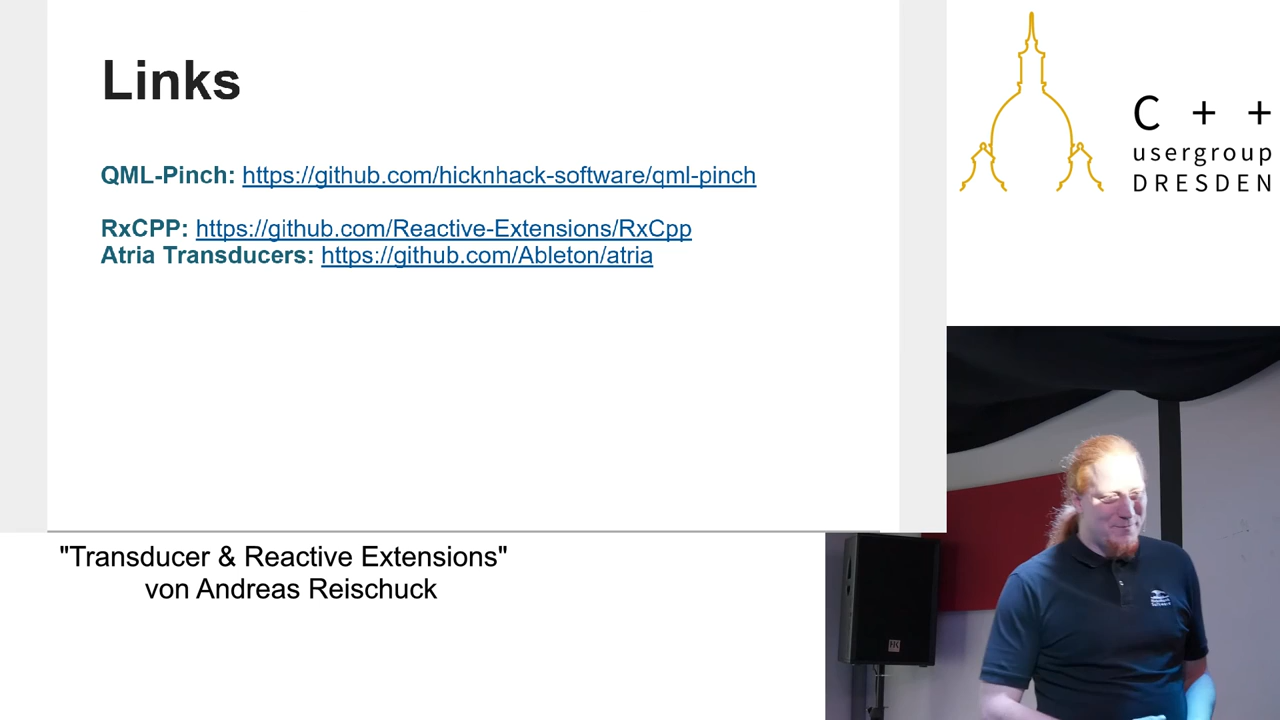 Links
QML-Pinch: https://github.com/hicknhack-software/qml-pinch
RxCPP: https://github.com/Reactive-Extensions/RxCpp
Atria Transducers: https://github.com/Ableton/atria
C + +
usergroup
DRESDEN
"Transducer & Reactive Extensions"
von Andreas Reischuck